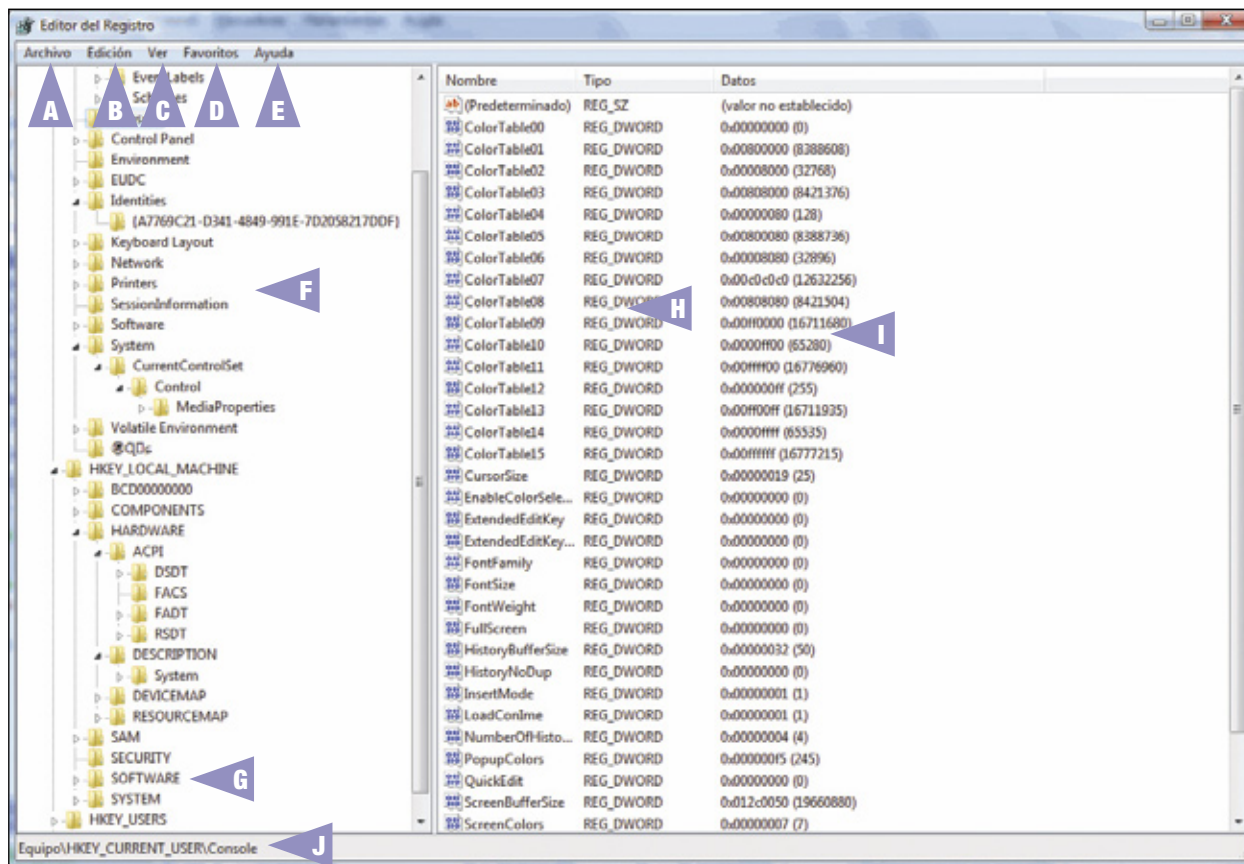 Editor del Registro
Archivo Edición Ver Favoritos Ayuda
A
B
C
D
E
Control Panel
Environment
EUDC
Identities
{A7769C21-D341-4849-991E-7D2058217DDF}
Keyboard Layout
Network
Printers
F
SessionInformation
Software
System
CurrentControlSet
Control
MediaProperties
Volatile Environment
HKEY_LOCAL_MACHINE
BCD00000000
COMPONENTS
HARDWARE
ACPI
DSDT
FACS
FADT
RSDT
DESCRIPTION
System
DEVICEMAP
RESOURCEMAP
SAM
SECURITY
SOFTWARE
G
SYSTEM
HKEY_USERS
Nombre Tipo Datos
(Predeterminado) REG_SZ (valor no establecido)
ColorTable00 REG_DWORD 0x00000000 (0)
ColorTable01 REG_DWORD 0x00800000 (8388608)
ColorTable02 REG_DWORD 0x00008000 (32768)
ColorTable03 REG_DWORD 0x00808000 (8421376)
ColorTable04 REG_DWORD 0x00000080 (128)
ColorTable05 REG_DWORD 0x00800080 (8388736)
ColorTable06 REG_DWORD 0x00008080 (32896)
ColorTable07 REG_DWORD 0x00c0c0c0 (12632256)
ColorTable08 REG_DWORD 0x00808080 (8421504)
H
ColorTable09 REG_DWORD 0x00ff0000 (16711680)
I
ColorTable10 REG_DWORD 0x0000ff00 (65280)
ColorTable11 REG_DWORD 0x00ffff00 (16776960)
ColorTable12 REG_DWORD 0x000000ff (255)
ColorTable13 REG_DWORD 0x00ff00ff (16711935)
ColorTable14 REG_DWORD 0x0000ffff (65535)
ColorTable15 REG_DWORD 0x00ffffff (16777215)
CursorSize REG_DWORD 0x00000019 (25)
EnableColorSele... REG_DWORD 0x00000000 (0)
ExtendedEditKey REG_DWORD 0x00000000 (0)
ExtendedEditKey... REG_DWORD 0x00000000 (0)
FontFamily REG_DWORD 0x00000000 (0)
FontSize REG_DWORD 0x00000000 (0)
FontWeight REG_DWORD 0x00000000 (0)
FullScreen REG_DWORD 0x00000000 (0)
HistoryBufferSize REG_DWORD 0x00000032 (50)
HistoryNoDup REG_DWORD 0x00000000 (0)
InsertMode REG_DWORD 0x00000001 (1)
LoadConIme REG_DWORD 0x00000001 (1)
NumberOfHisto... REG_DWORD 0x00000004 (4)
PopupColors REG_DWORD 0x000000f5 (245)
QuickEdit REG_DWORD 0x00000000 (0)
ScreenBufferSize REG_DWORD 0x012c0050 (19660880)
ScreenColors REG_DWORD 0x00000007 (7)
Equipo\HKEY_CURRENT_USER\Console
J